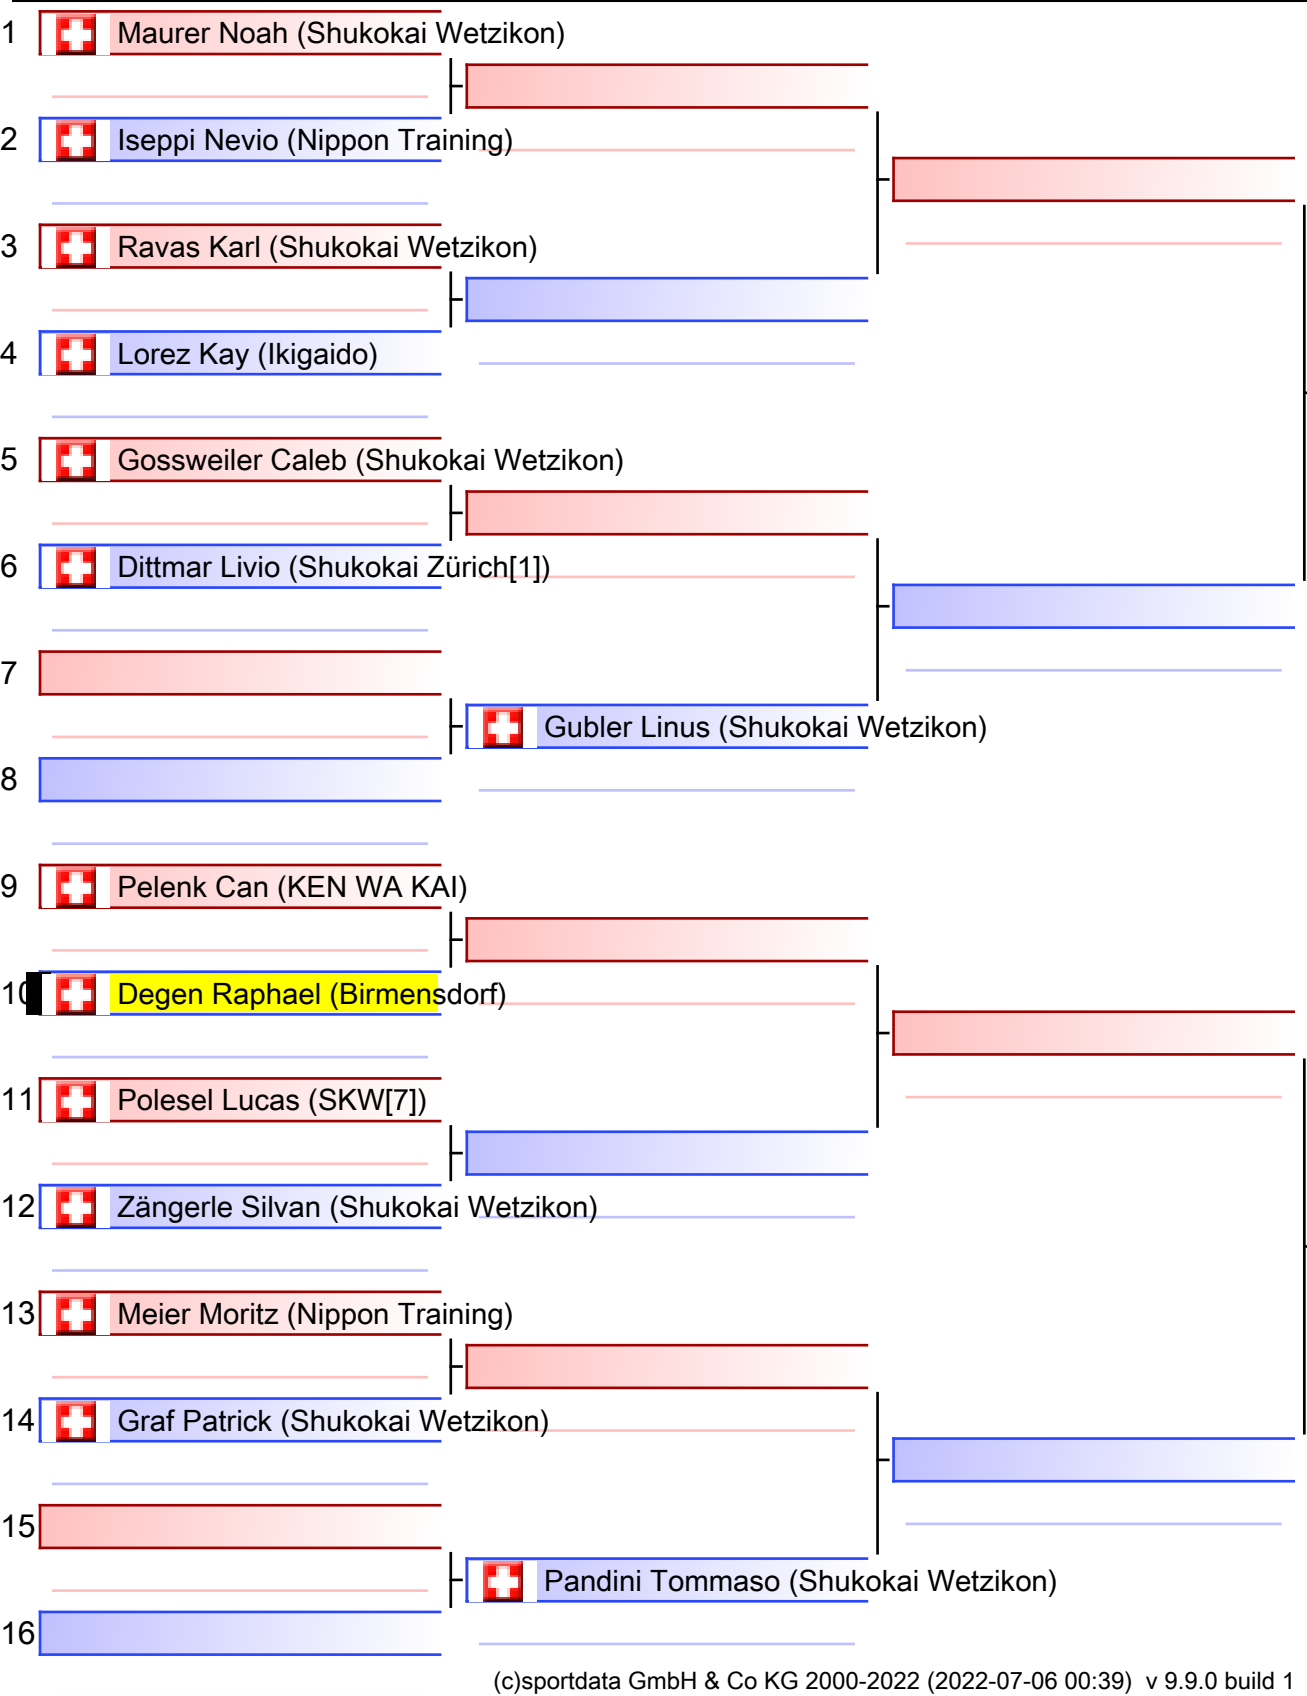 1 Maurer Noah (Shukokai Wetzikon)
2 Iseppi Nevio (Nippon Training)
3 Ravas Karl (Shukokai Wetzikon)
4 Lorez Kay (Ikigaido)
5 Gossweiler Caleb (Shukokai Wetzikon)
6 Dittmar Livio (Shukokai Zürich[1])
7
Gubler Linus (Shukokai Wetzikon)
8
9 Pelenk Can (KEN WA KAI)
10 Degen Raphael (Birmensdorf)
11 Polesel Lucas (SKW[7])
12 Zängerle Silvan (Shukokai Wetzikon)
13 Meier Moritz (Nippon Training)
14 Graf Patrick (Shukokai Wetzikon)
15
Pandini Tommaso (Shukokai Wetzikon)
16
(c)sportdata GmbH & Co KG 2000-2022 (2022-07-06 00:39) v 9.9.0 build 1